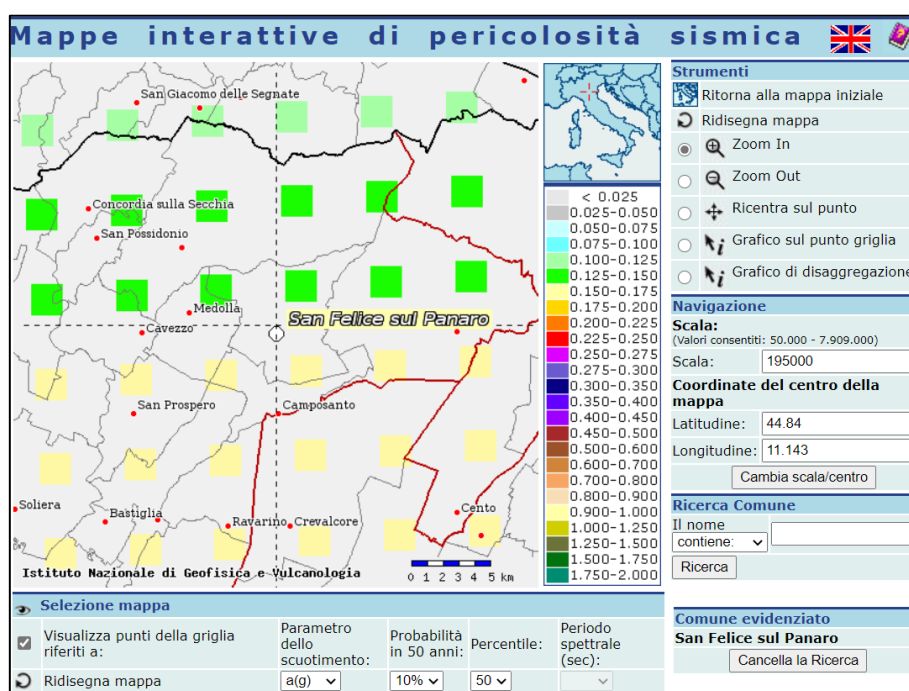 Mappe interattive di pericolosità sismica
San Giacomo delle Segnate
Concordia sulla Secchia
San Possidonio
Medolla
San Felice sul Panaro
Cavezzo
San Prospero
Camposanto
Soliera
Bastiglia
Ravarino
Crevalcore
Cento
Istituto Nazionale di Geofisica e Vulcanologia
0 1 2 3 4 5 km
< 0.025
0.025-0.050
0.050-0.075
0.075-0.100
0.100-0.125
0.125-0.150
0.150-0.175
0.175-0.200
0.200-0.225
0.225-0.250
0.250-0.275
0.275-0.300
0.300-0.350
0.350-0.400
0.400-0.450
0.450-0.500
0.500-0.600
0.600-0.700
0.700-0.800
0.800-0.900
0.900-1.000
1.000-1.250
1.250-1.500
1.500-1.750
1.750-2.000
Strumenti
Ritorna alla mappa iniziale
Ridisegna mappa
Zoom In
Zoom Out
Ricentra sul punto
Grafico sul punto griglia
Grafico di disaggregazione
Navigazione
Scala:
(Valori consentiti: 50.000 - 7.909.000)
Scala: 195000
Coordinate del centro della
mappa
Latitudine: 44.84
Longitudine: 11.143
Cambia scala/centro
Ricerca Comune
Il nome
contiene:
Ricerca
Comune evidenziato
San Felice sul Panaro
Cancella la Ricerca
Selezione mappa
Visualizza punti della griglia
riferiti a:
Parametro
dello
scuotimento:
Probabilità
in 50 anni:
Percentile:
Periodo
spettrale
(sec):
Ridisegna mappa
a(g)
10%
50